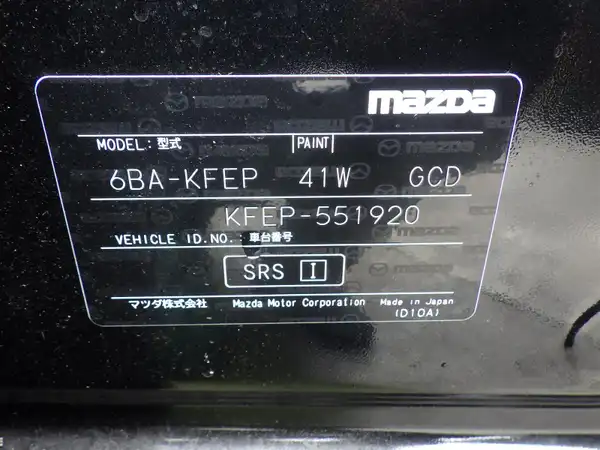 mazda
MODEL:型式 PAINT
6BA-KFEP 41W GCD
KFEP-551920
VEHICLE ID.NO.:車台番号
SRS I
マツダ株式会社 Mazda Motor Corporation Made in Japan
(D10A)